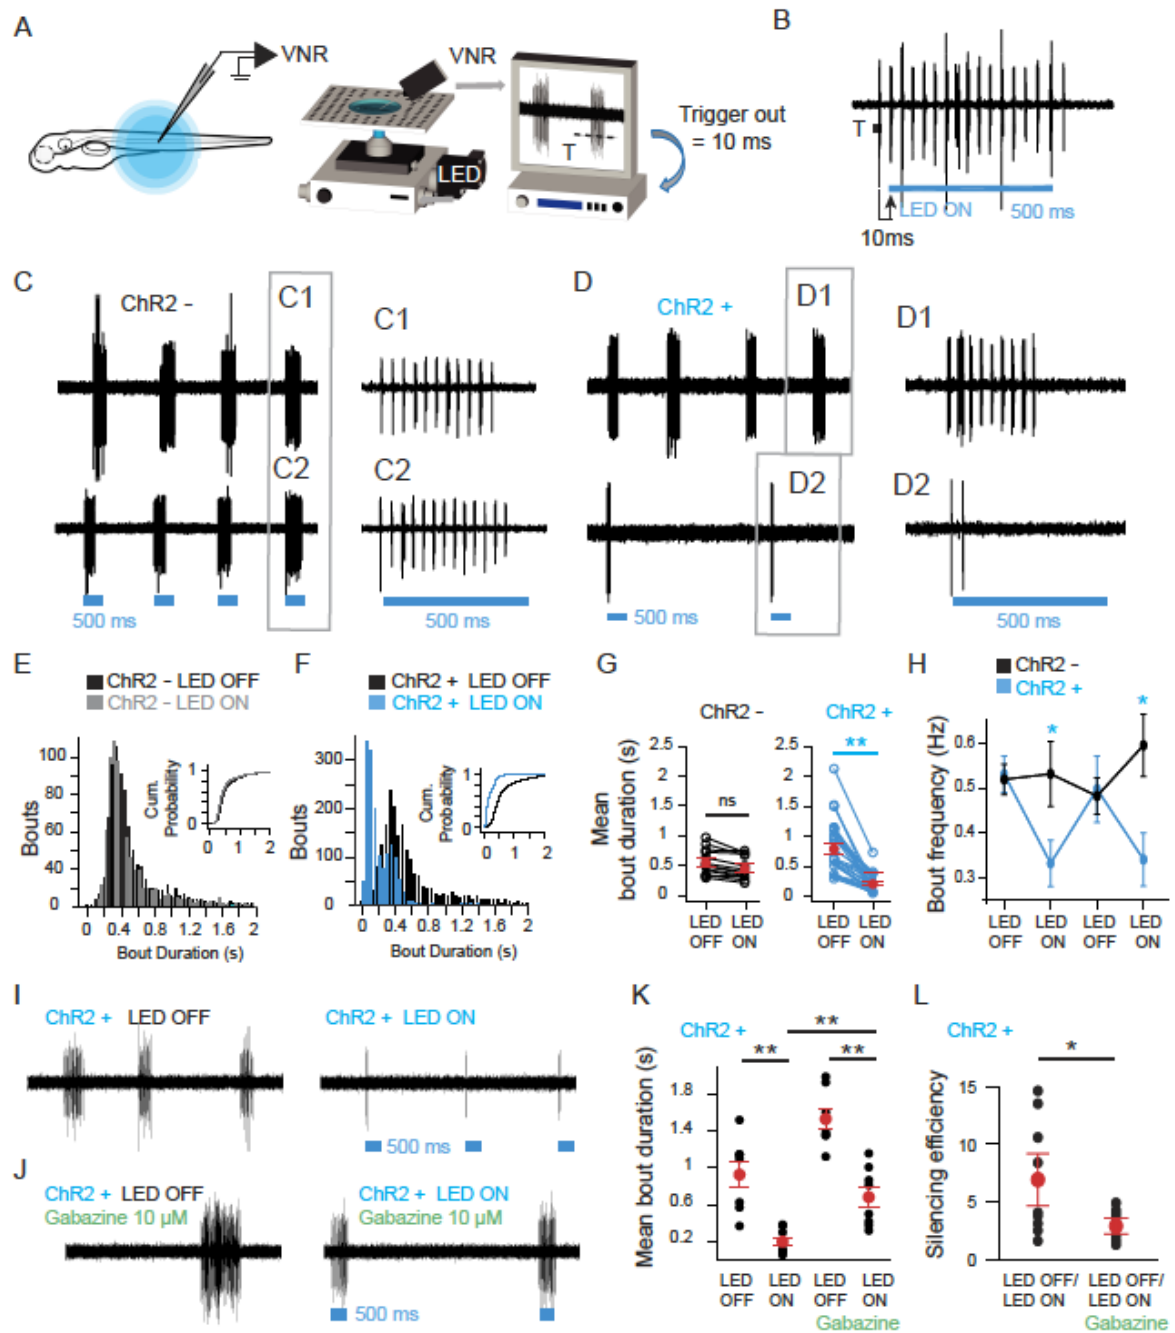 A
VNR
VNR
LED
T
Trigger out
= 10 ms
B
T
LED ON
500 ms
10ms
C
ChR2 –
C1
C2
500 ms
C1
C2
500 ms
D
ChR2 +
D1
D2
500 ms
D1
D2
500 ms
E
ChR2 – LED OFF
ChR2 – LED ON
Bouts
100
80
60
40
20
0
0 0.4 0.8 1.2 1.6 2
Bout Duration (s)
Cum.
Probability
0 1 2
F
ChR2 + LED OFF
ChR2 + LED ON
Bouts
300
200
100
0
0 0.4 0.8 1.2 1.6 2
Bout Duration (s)
Cum.
Probability
0 1 2
G
ChR2 –
ChR2 +
Mean
bout duration (s)
2.5
2
1.5
1
0.5
0
ns
LED
OFF
LED
ON
2.5
2
1.5
1
0.5
0
**
LED
OFF
LED
ON
H
ChR2 –
ChR2 +
Bout frequency (Hz)
0.6
0.5
0.4
0.3
*
*
LED
OFF
LED
ON
LED
OFF
LED
ON
I
ChR2 + LED OFF
ChR2 + LED ON
500 ms
J
ChR2 + LED OFF
Gabazine 10 µM
ChR2 + LED ON
Gabazine 10 µM
500 ms
K
ChR2 +
Mean bout duration (s)
1.8
1.4
1
0.6
0.2
**
**
**
LED
OFF
LED
ON
LED
OFF
LED
ON
Gabazine
L
ChR2 +
Silencing efficiency
15
10
5
0
*
LED OFF/
LED ON
LED OFF/
LED ON
Gabazine